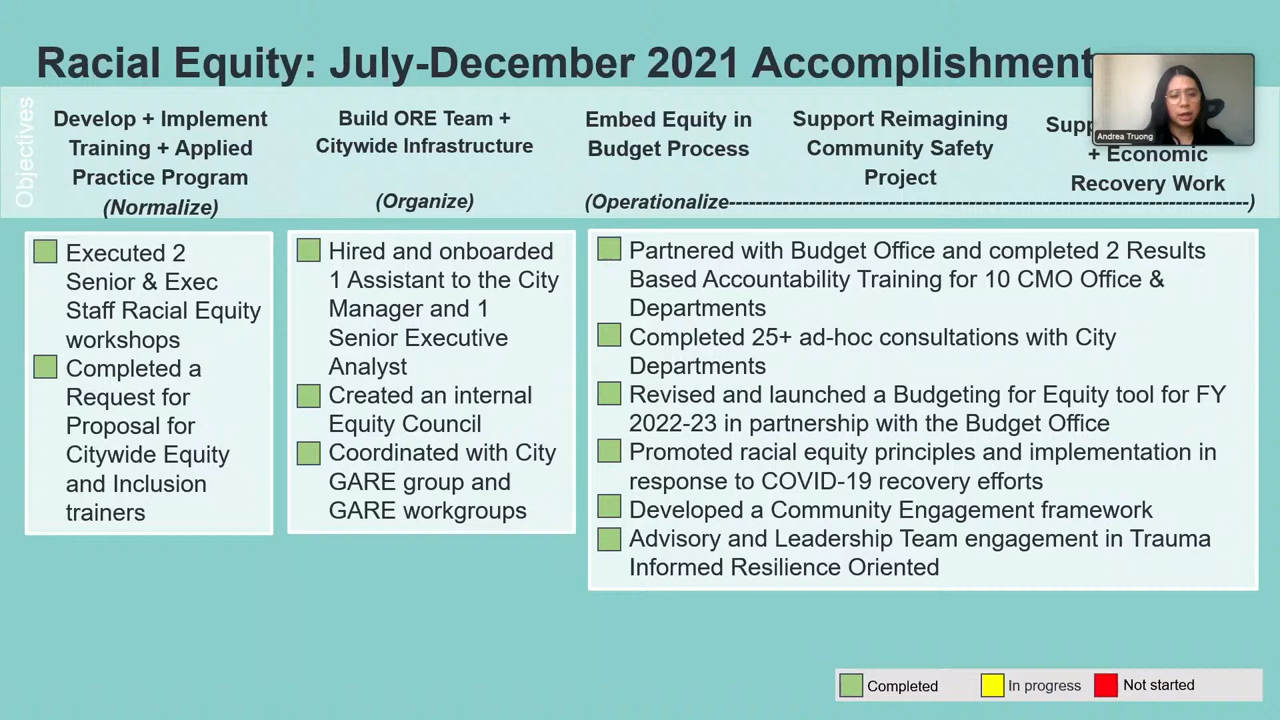 Racial Equity: July-December 2021 Accomplishment
Andrea Truong
Objectives
Develop + Implement
Training + Applied
Practice Program
(Normalize)
Build ORE Team +
Citywide Infrastructure
(Organize)
Embed Equity in
Budget Process
Support Reimagining
Community Safety
Project
+ Economic
Recovery Work
(Operationalize---------------------------------------------------------------------------------------------)
Executed 2
Senior & Exec
Staff Racial Equity
workshops
Completed a
Request for
Proposal for
Citywide Equity
and Inclusion
trainers
Hired and onboarded
1 Assistant to the City
Manager and 1
Senior Executive
Analyst
Created an internal
Equity Council
Coordinated with City
GARE group and
GARE workgroups
Partnered with Budget Office and completed 2 Results
Based Accountability Training for 10 CMO Office &
Departments
Completed 25+ ad-hoc consultations with City
Departments
Revised and launched a Budgeting for Equity tool for FY
2022-23 in partnership with the Budget Office
Promoted racial equity principles and implementation in
response to COVID-19 recovery efforts
Developed a Community Engagement framework
Advisory and Leadership Team engagement in Trauma
Informed Resilience Oriented
Completed
In progress
Not started